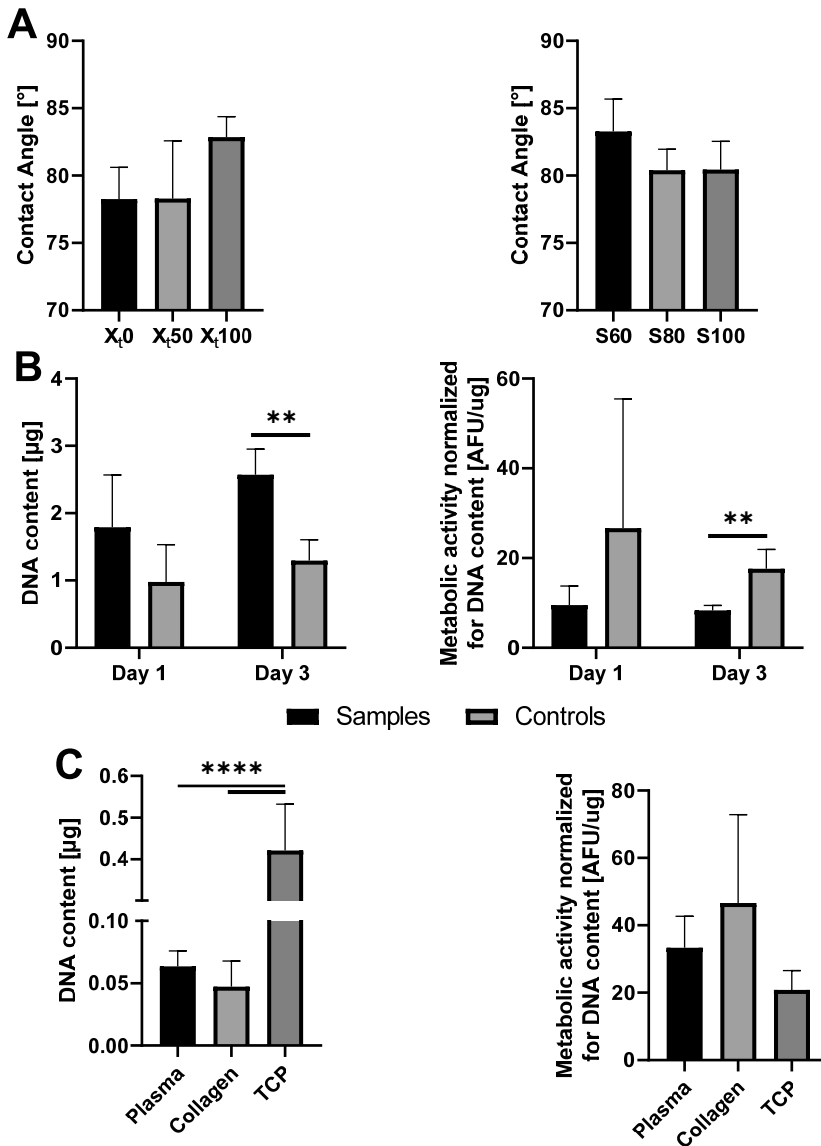 A
Contact Angle [°]
90
85
80
75
70
Xt0 Xt50 Xt100
Contact Angle [°]
90
85
80
75
70
S60 S80 S100
B
DNA content [µg]
4
3
2
1
0
**
Day 1 Day 3
Metabolic activity normalized
for DNA content [AFU/ug]
60
40
20
0
**
Day 1 Day 3
Samples Controls
C
DNA content [µg]
0.6
0.5
0.4
0.10
0.05
0.00
****
Plasma Collagen TCP
Metabolic activity normalized
for DNA content [AFU/ug]
80
60
40
20
0
Plasma Collagen TCP